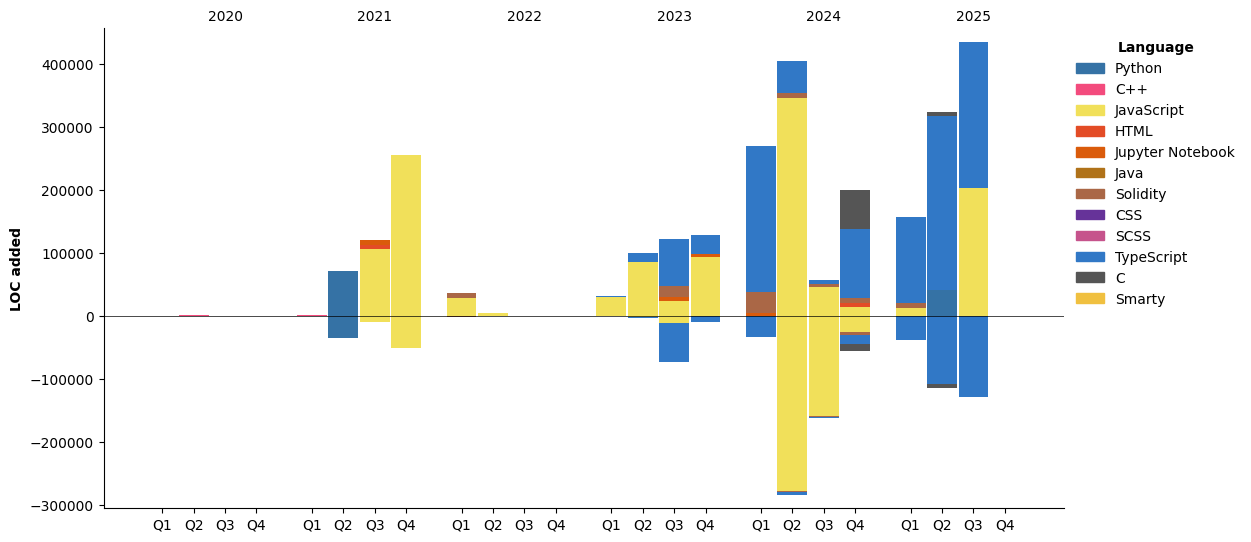 2020 2021 2022 2023 2024 2025
400000
300000
200000
100000
0
−100000
−200000
−300000
LOC added
Q1 Q2 Q3 Q4 Q1 Q2 Q3 Q4 Q1 Q2 Q3 Q4 Q1 Q2 Q3 Q4 Q1 Q2 Q3 Q4 Q1 Q2 Q3 Q4
Language
Python
C++
JavaScript
HTML
Jupyter Notebook
Java
Solidity
CSS
SCSS
TypeScript
C
Smarty